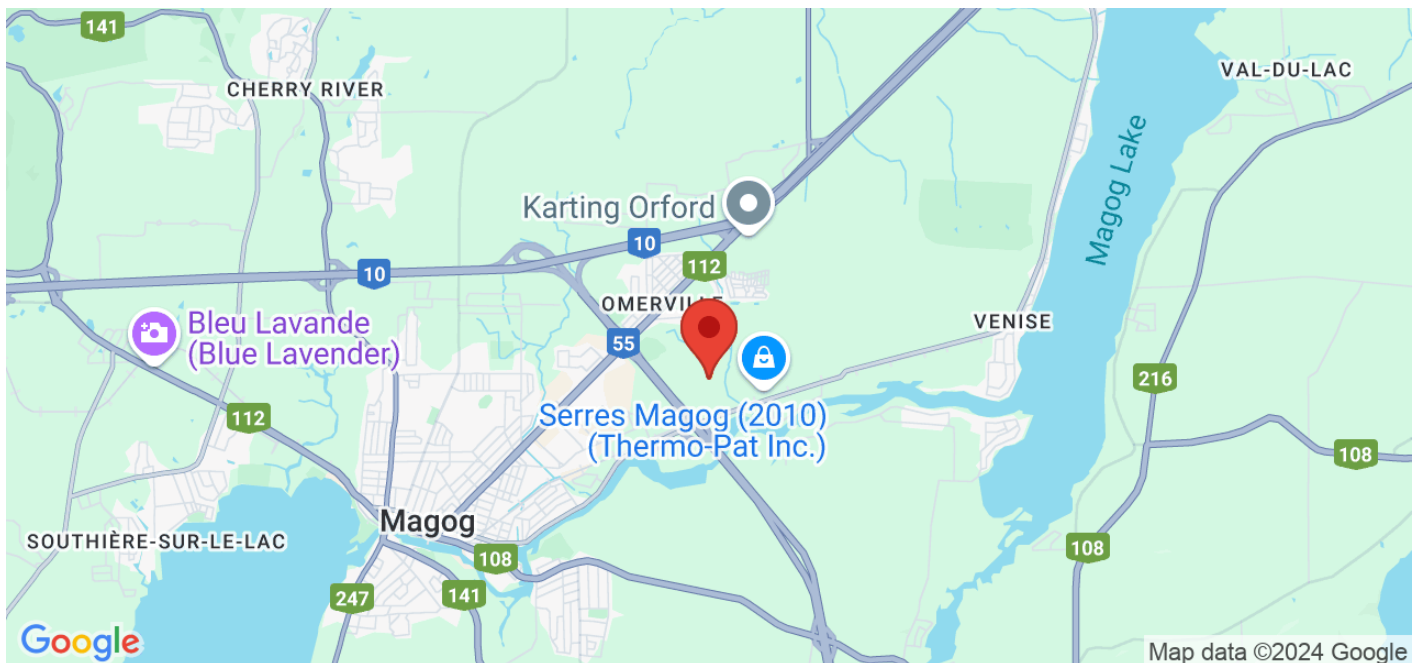 141
CHERRY RIVER
VAL-DU-LAC
Magog Lake
Karting Orford
10
112
10
OMERVILLE
Bleu Lavande
(Blue Lavender)
55
VENISE
216
112
Serres Magog (2010)
(Thermo-Pat Inc.)
108
Magog
SOUTHIÈRE-SUR-LE-LAC
108
108
247
141
Google
Map data ©2024 Google